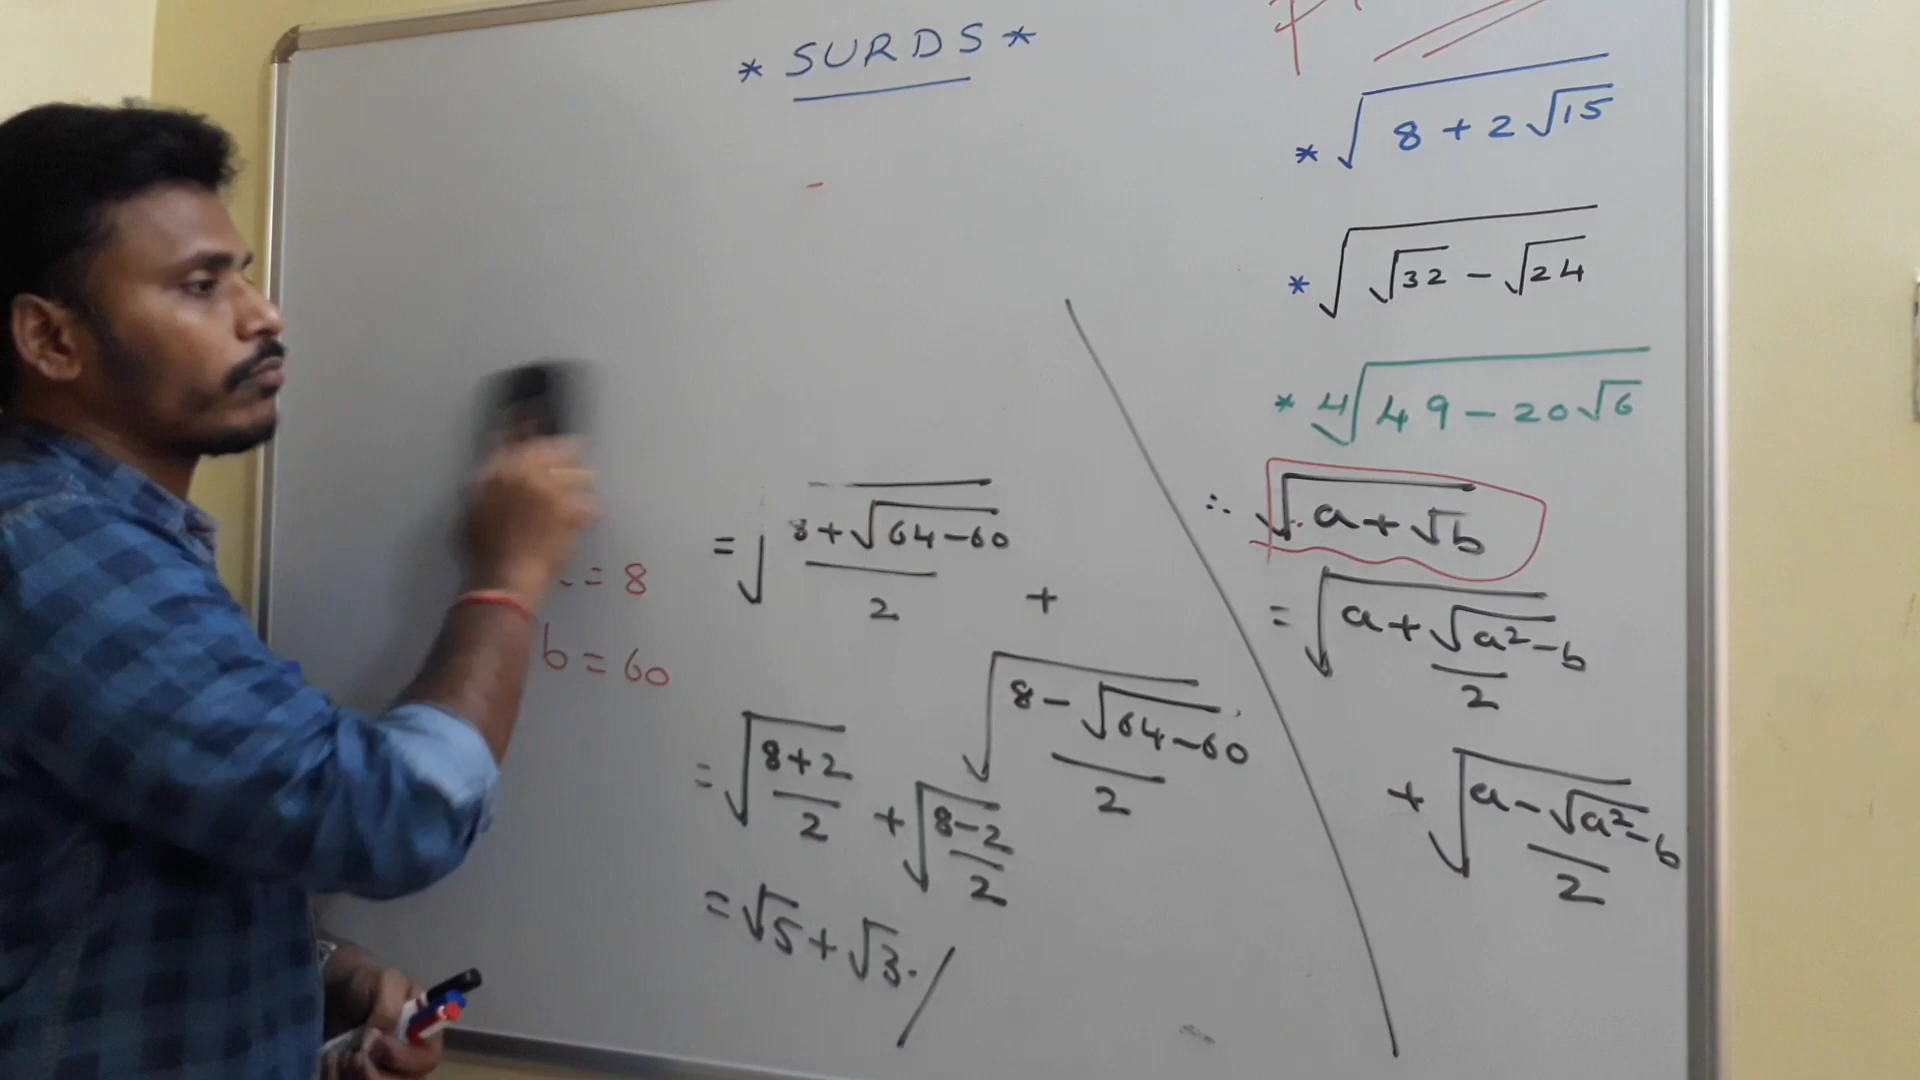 * SURDS *
* √(8 + 2√15)
* √(√32 - √24)
* ∜(49 - 20√6)
= 8
b = 60
= √((8+√(64-60))/2) +
√((8-√(64-60))/2)
= √((8+2)/2) + √((8-2)/2)
= √5 + √3.
∴ √(a+√b)
= √((a+√(a²-b))/2)
+ √((a-√(a²-b))/2)